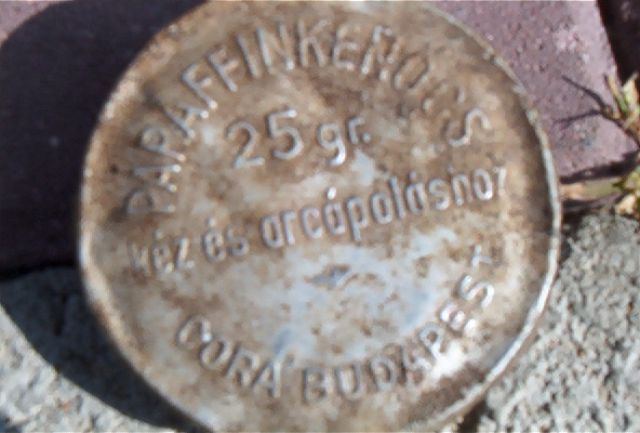 PARAFFINKENŐCS
25 gr.
kéz és arcápoláshoz
CORA BUDAPEST